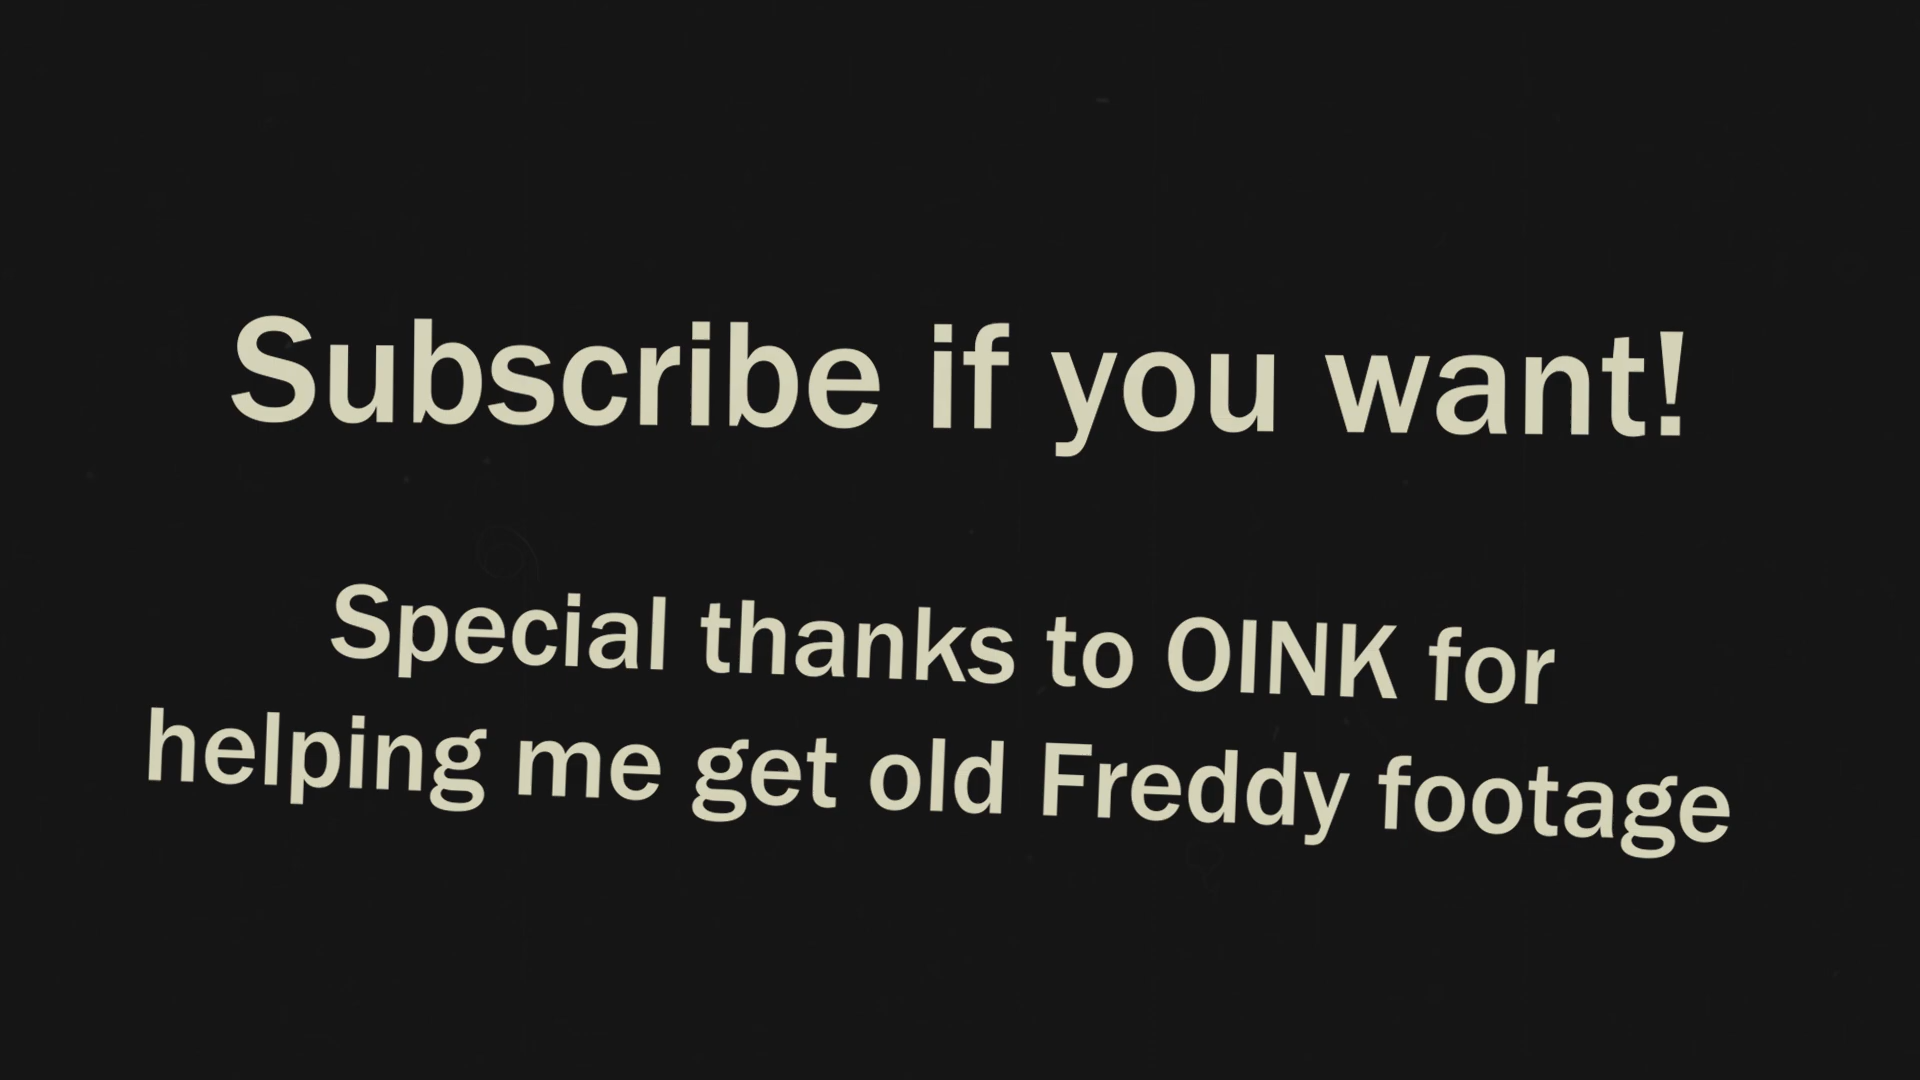 Subscribe if you want!
Special thanks to OINK for
helping me get old Freddy footage